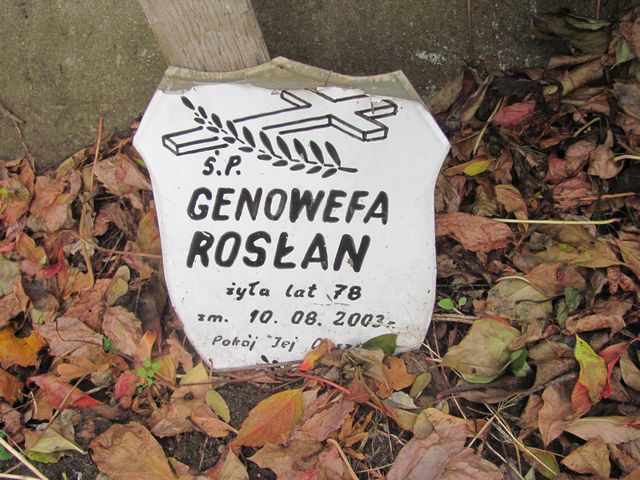 Ś.P.
GENOWEFA
ROSŁAN
żyła lat 78
zm. 10.08.2003r
Pokój Jej